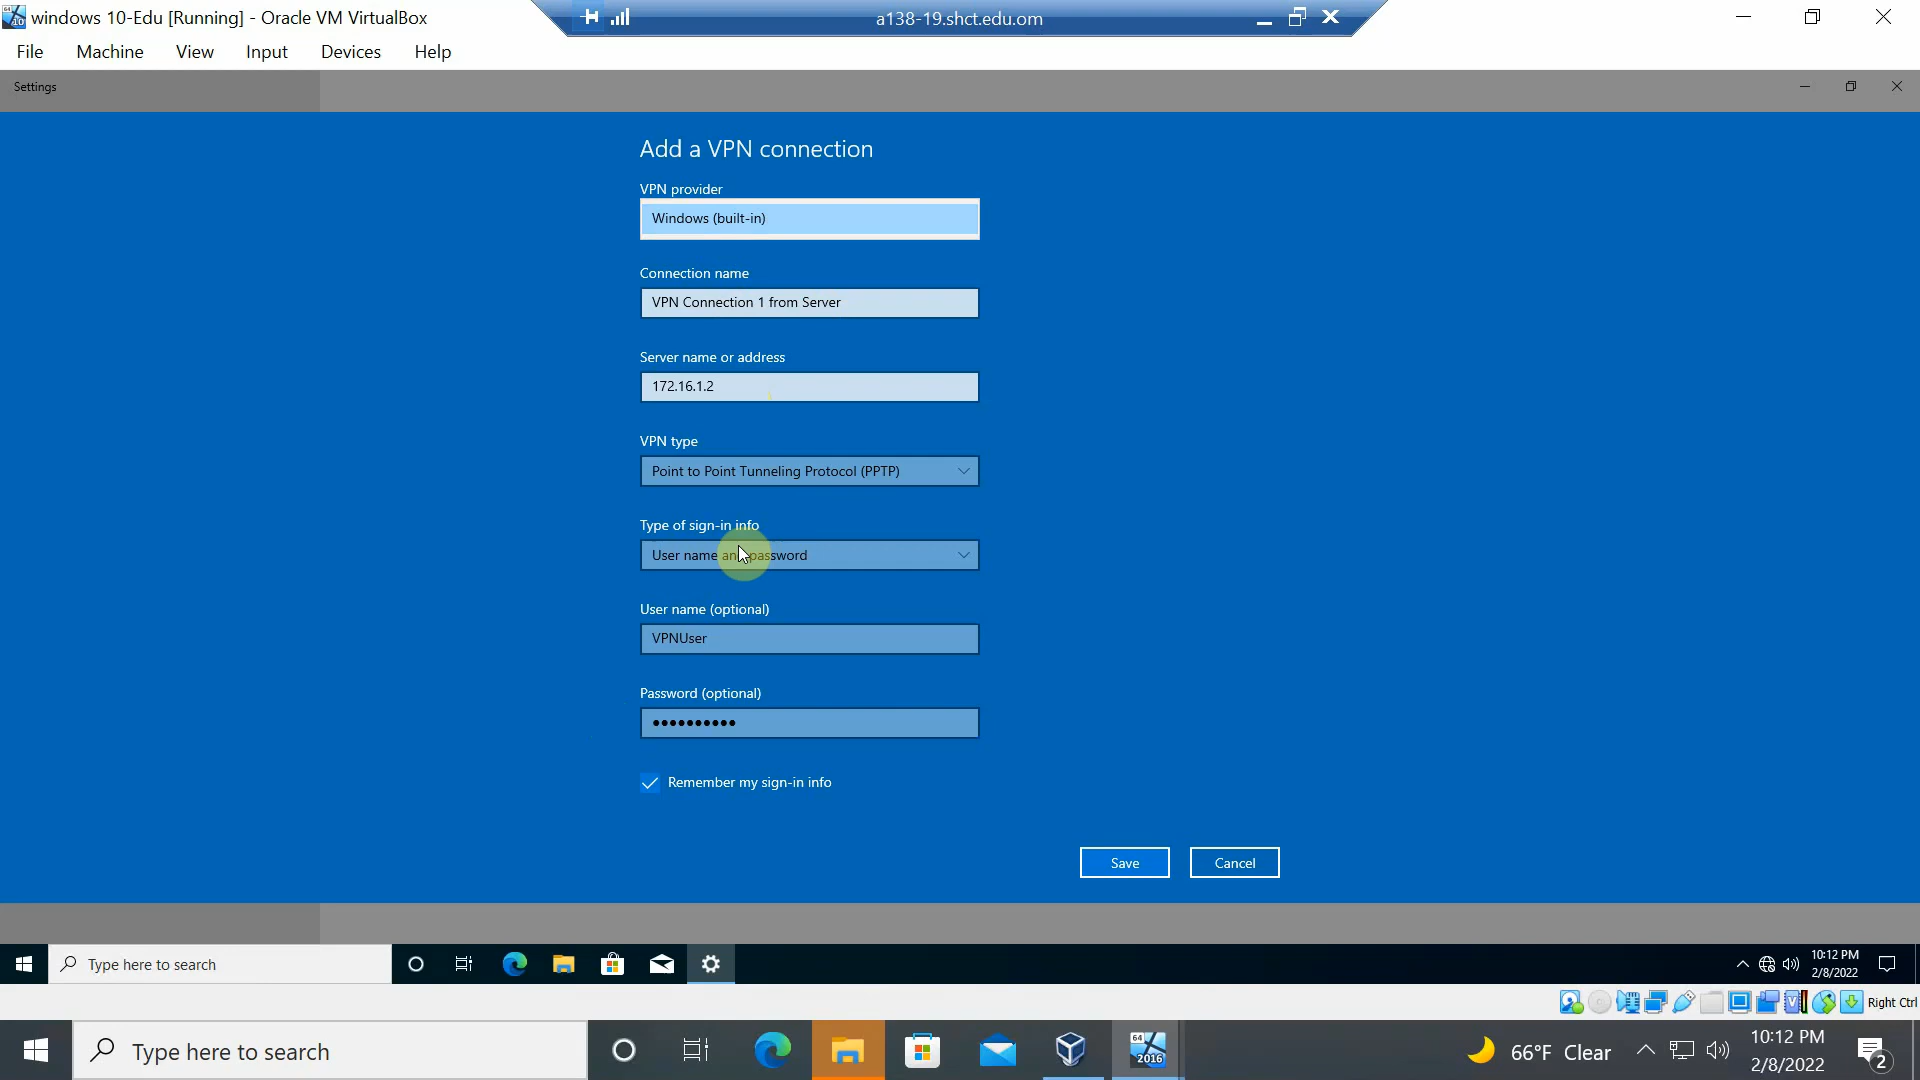 windows 10-Edu [Running] - Oracle VM VirtualBox
a138-19.shct.edu.om
File Machine View Input Devices Help
Settings
Add a VPN connection
VPN provider
Windows (built-in)
Connection name
VPN Connection 1 from Server
Server name or address
172.16.1.2
VPN type
Point to Point Tunneling Protocol (PPTP)
Type of sign-in info
User name and password
User name (optional)
VPNUser
Password (optional)
●●●●●●●●●●
Remember my sign-in info
Save Cancel
Type here to search
10:12 PM
2/8/2022
Right Ctrl
Type here to search
64
2016
66°F Clear
10:12 PM
2/8/2022
2